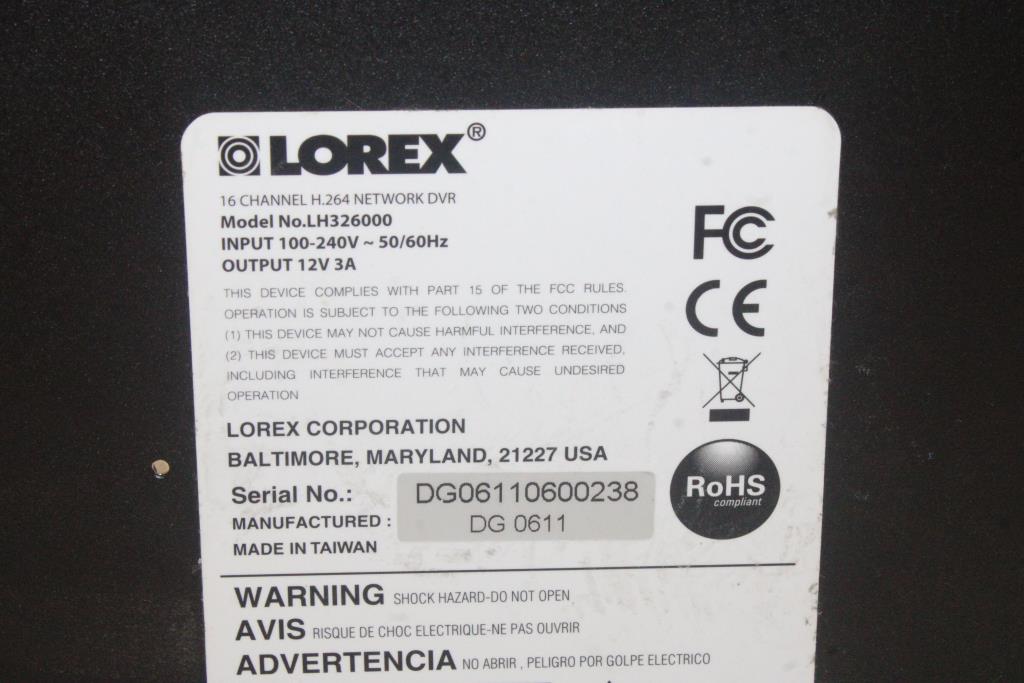 LOREX®
16 CHANNEL H.264 NETWORK DVR
Model No.LH326000
INPUT 100-240V ~ 50/60Hz
OUTPUT 12V 3A
FC
CE
THIS DEVICE COMPLIES WITH PART 15 OF THE FCC RULES.
OPERATION IS SUBJECT TO THE FOLLOWING TWO CONDITIONS
(1) THIS DEVICE MAY NOT CAUSE HARMFUL INTERFERENCE, AND
(2) THIS DEVICE MUST ACCEPT ANY INTERFERENCE RECEIVED,
INCLUDING INTERFERENCE THAT MAY CAUSE UNDESIRED
OPERATION
LOREX CORPORATION
BALTIMORE, MARYLAND, 21227 USA
Serial No.: DG06110600238
MANUFACTURED : DG 0611
MADE IN TAIWAN
RoHS
compliant
WARNING SHOCK HAZARD-DO NOT OPEN
AVIS RISQUE DE CHOC ELECTRIQUE-NE PAS OUVRIR
ADVERTENCIA NO ABRIR , PELIGRO POR GOLPE ELECTRICO